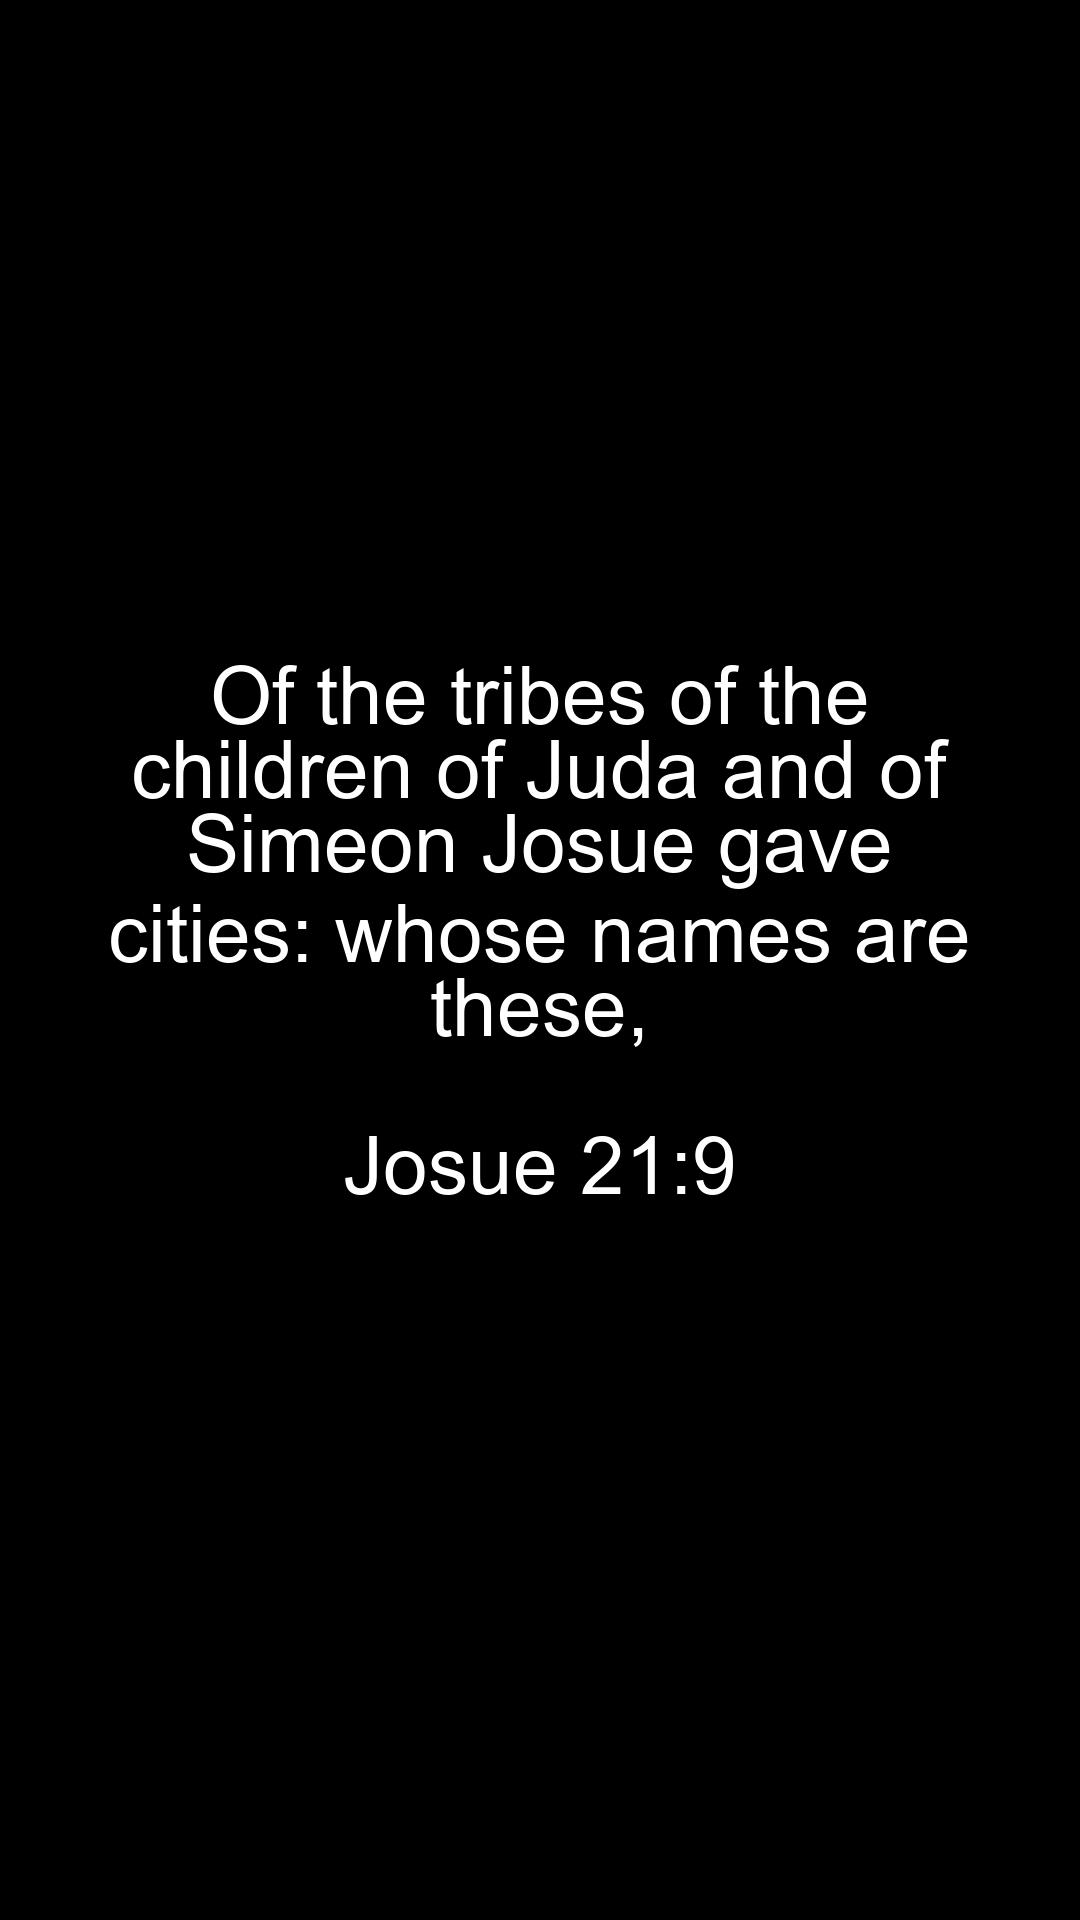 Of the tribes of the
children of Juda and of
Simeon Josue gave
cities: whose names are
these,
Josue 21:9